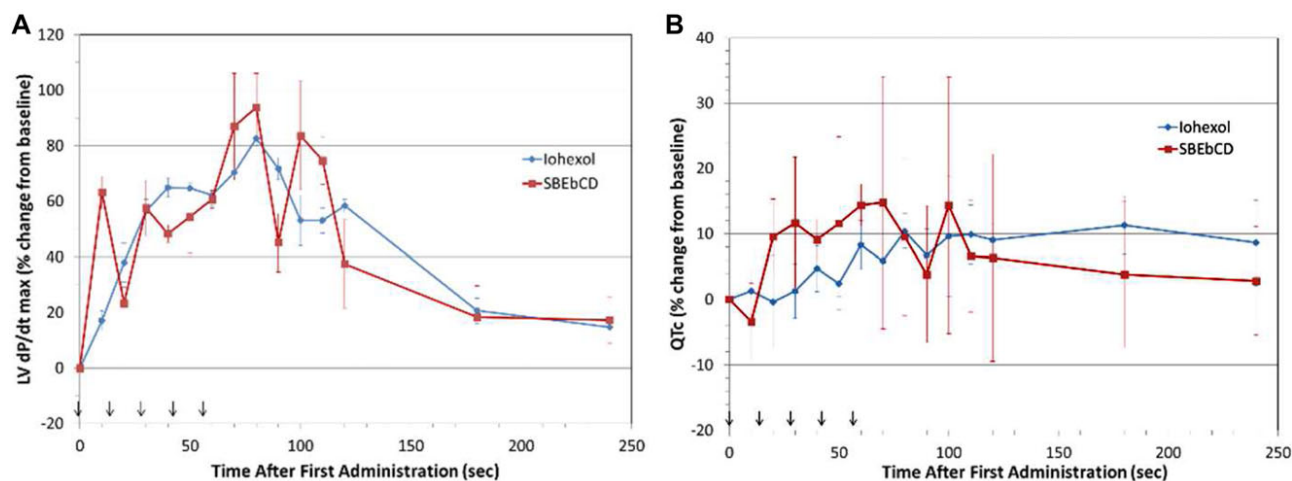 A
LV dP/dt max (% change from baseline)
120
100
80
60
40
20
0
-20
Iohexol
SBEbCD
0 50 100 150 200 250
Time After First Administration (sec)
B
QTc (% change from baseline)
40
30
20
10
0
-10
-20
Iohexol
SBEbCD
0 50 100 150 200 250
Time After First Administration (sec)